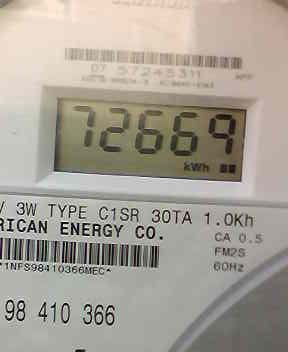 07 57245311
72669
kWh
V 3W TYPE C1SR 30TA 1.0Kh
RICAN ENERGY CO.
CA 0.5
FM2S
60Hz
*1NFS98410366MEC*
98 410 366